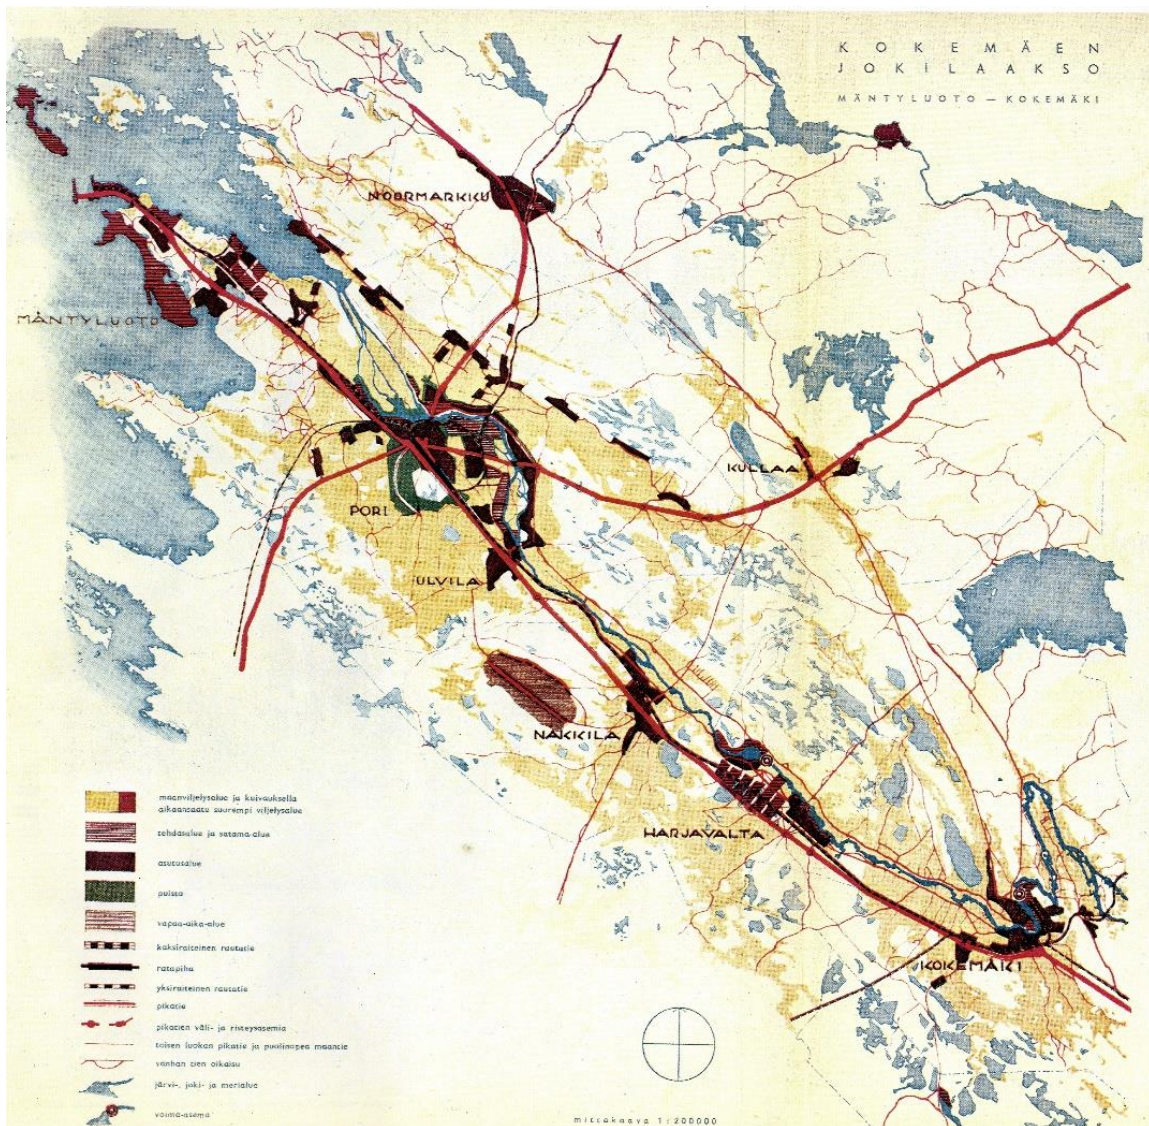 KOKEMÄEN
JOKILAAKSO
MÄNTYLUOTO — KOKEMÄKI
NOORMARKKU
MÄNTYLUOTO
KULLAA
PORI
ULVILA
NAKKILA
HARJAVALTA
KOKEMÄKI
maanviljelysalue ja kuivauksella
aikaansaatu suurempi viljelysalue
tehdasalue ja satama-alue
asutusalue
puisto
vapaa-aika-alue
kaksiraiteinen rautatie
ratapiha
yksiraiteinen rautatie
pikatie
pikatien väli- ja risteysasemia
toisen luokan pikatie ja puolinopea maantie
vanhan tien oikaisu
järvi-, joki- ja merialue
voima-asema
mittakaava 1:200000